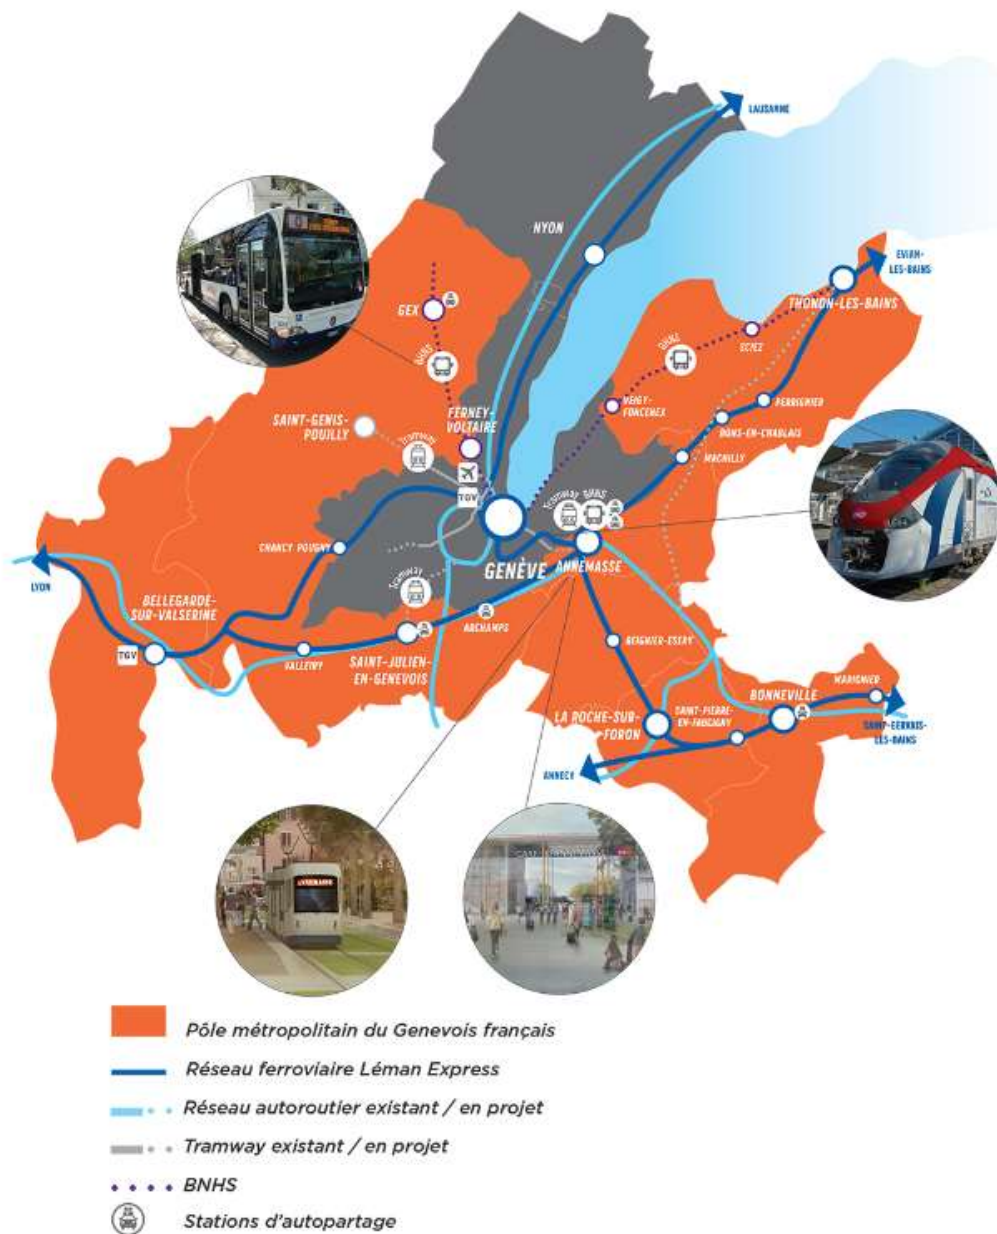 LAUSANNE
NYON
EVIAN-
LES-BAINS
THONON-LES-BAINS
GEX
BHNS
BHNS
SCIEZ
VEIGY-
FONCENEX
PERRIGNIER
BONS-EN-CHABLAIS
MACHILLY
FERNEY-
VOLTAIRE
SAINT-GENIS-
POUILLY
Tramway
TGV
Tramway
BHNS
GENÈVE
ANNEMASSE
CHANCY POUGNY
LYON
BELLEGARDE-
SUR-VALSERINE
TGV
Tramway
ARCHAMPS
VALLEIRY
SAINT-JULIEN-
EN-GENEVOIS
REIGNIER-ESERY
MARIGNIER
BONNEVILLE
LA ROCHE-SUR-
FORON
SAINT-PIERRE-
EN-FAUCIGNY
SAINT-GERVAIS-
LES-BAINS
ANNECY
ANNEMASSE
Pôle métropolitain du Genevois français
Réseau ferroviaire Léman Express
Réseau autoroutier existant / en projet
Tramway existant / en projet
BNHS
Stations d'autopartage